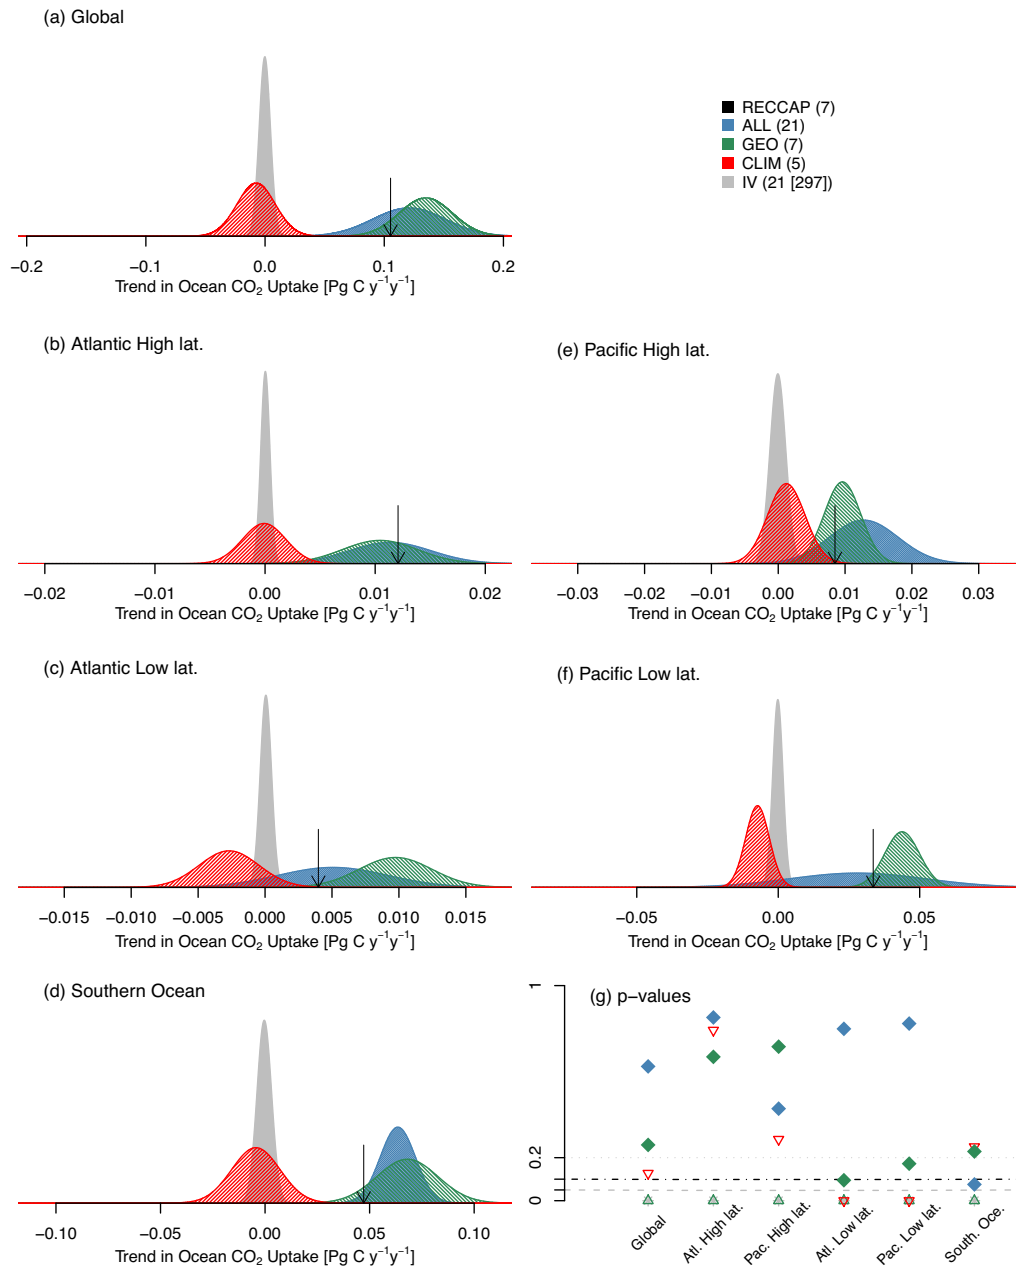 (a) Global
RECCAP (7)
ALL (21)
GEO (7)
CLIM (5)
IV (21 [297])
−0.2 −0.1 0.0 0.1 0.2
Trend in Ocean CO₂ Uptake [Pg C y⁻¹y⁻¹]
(b) Atlantic High lat.
−0.02 −0.01 0.00 0.01 0.02
Trend in Ocean CO₂ Uptake [Pg C y⁻¹y⁻¹]
(e) Pacific High lat.
−0.03 −0.02 −0.01 0.00 0.01 0.02 0.03
Trend in Ocean CO₂ Uptake [Pg C y⁻¹y⁻¹]
(c) Atlantic Low lat.
−0.015 −0.010 −0.005 0.000 0.005 0.010 0.015
Trend in Ocean CO₂ Uptake [Pg C y⁻¹y⁻¹]
(f) Pacific Low lat.
−0.05 0.00 0.05
Trend in Ocean CO₂ Uptake [Pg C y⁻¹y⁻¹]
(d) Southern Ocean
−0.10 −0.05 0.00 0.05 0.10
Trend in Ocean CO₂ Uptake [Pg C y⁻¹y⁻¹]
(g) p−values
1
0.2
0
Global
Atl. High lat.
Pac. High lat.
Atl. Low lat.
Pac. Low lat.
South. Oce.